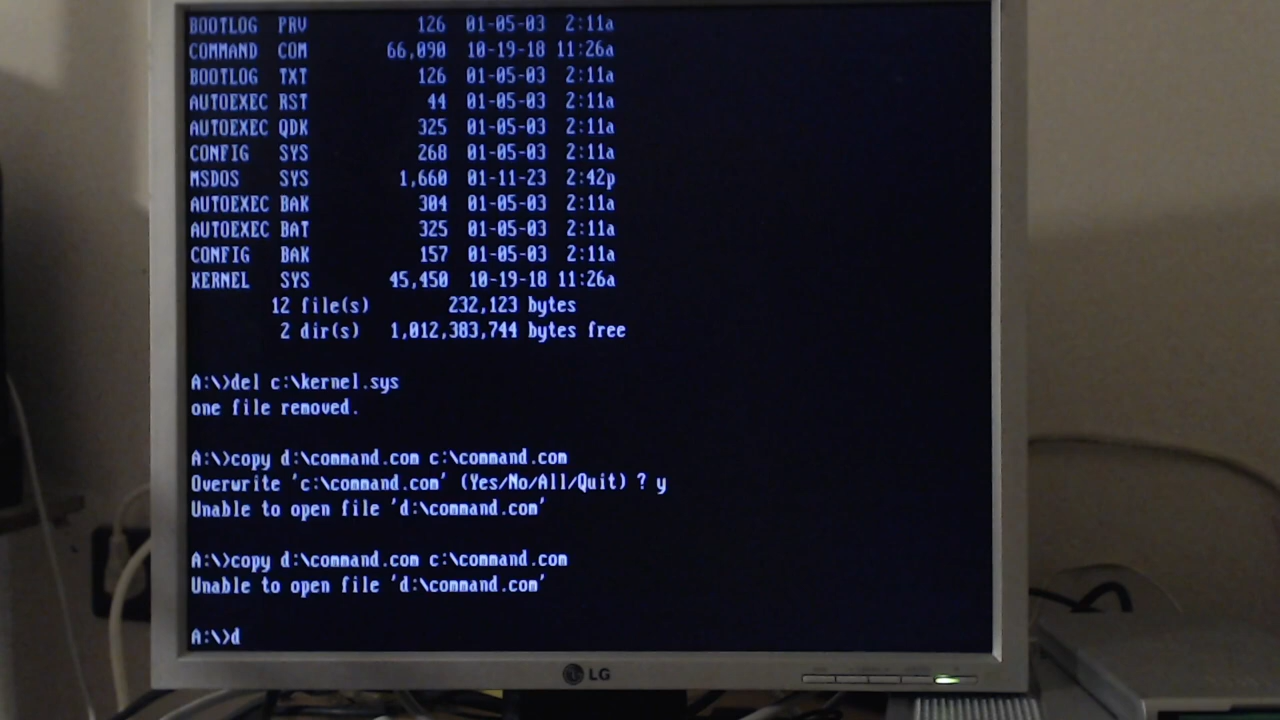 BOOTLOG  PRV              126  01-05-03  2:11a
COMMAND  COM           66,090  10-19-18 11:26a
BOOTLOG  TXT              126  01-05-03  2:11a
AUTOEXEC RST               44  01-05-03  2:11a
AUTOEXEC QDK              325  01-05-03  2:11a
CONFIG   SYS              268  01-05-03  2:11a
MSDOS    SYS            1,660  01-11-23  2:42p
AUTOEXEC BAK              304  01-05-03  2:11a
AUTOEXEC BAT              325  01-05-03  2:11a
CONFIG   BAK              157  01-05-03  2:11a
KERNEL   SYS           45,450  10-19-18 11:26a
12 file(s)        232,123 bytes
2 dir(s)   1,012,383,744 bytes free
A:\>del c:\kernel.sys
one file removed.
A:\>copy d:\command.com c:\command.com
Overwrite 'c:\command.com' (Yes/No/All/Quit) ? y
Unable to open file 'd:\command.com'
A:\>copy d:\command.com c:\command.com
Unable to open file 'd:\command.com'
A:\>d
LG